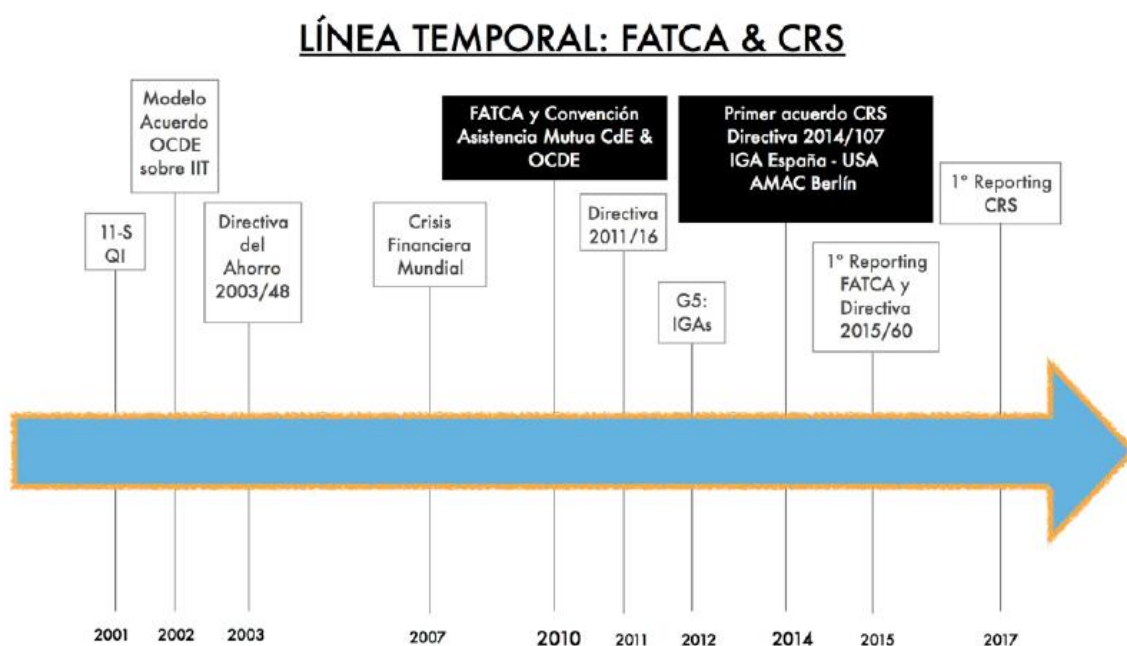 LÍNEA TEMPORAL: FATCA & CRS
11-S
QI
Modelo
Acuerdo
OCDE
sobre IIT
Directiva
del
Ahorro
2003/48
Crisis
Financiera
Mundial
FATCA y Convención
Asistencia Mutua CdE &
OCDE
Directiva
2011/16
G5:
IGAs
Primer acuerdo CRS
Directiva 2014/107
IGA España - USA
AMAC Berlín
1º Reporting
FATCA y
Directiva
2015/60
1º Reporting
CRS
2001 2002 2003 2007 2010 2011 2012 2014 2015 2017